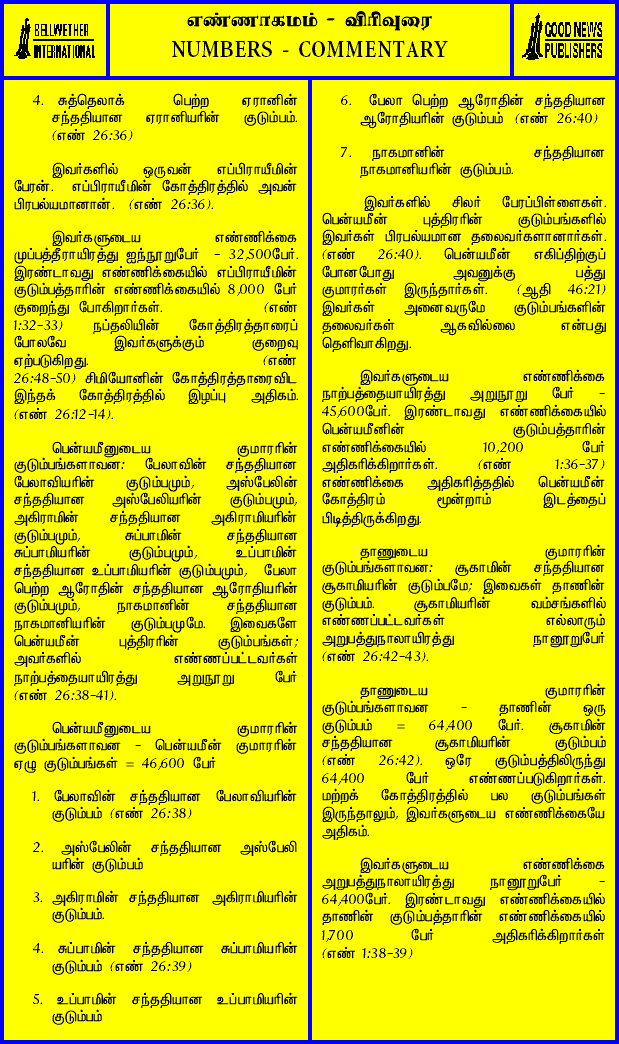 BELLWETHER
INTERNATIONAL
எண்ணாகமம் - விரிவுரை
NUMBERS - COMMENTARY
GOOD NEWS
PUBLISHERS
4. சுத்தெலாக் பெற்ற ஏரானின்
சந்ததியான ஏரானியரின் குடும்பம்.
(எண் 26:36)
இவர்களில் ஒருவன் எப்பிராயீமின்
பேரன். எப்பிராயீமின் கோத்திரத்தில் அவன்
பிரபல்யமானான். (எண் 26:36).
இவர்களுடைய எண்ணிக்கை
முப்பத்தீராயிரத்து ஐந்நூறுபேர் - 32,500பேர்.
இரண்டாவது எண்ணிக்கையில் எப்பிராயீமின்
குடும்பத்தாரின் எண்ணிக்கையில் 8,000 பேர்
குறைந்து போகிறார்கள். (எண்
1:32-33) நப்தலியின் கோத்திரத்தாரைப்
போலவே இவர்களுக்கும் குறைவு
ஏற்படுகிறது. (எண்
26:48-50) சிமியோனின் கோத்திரத்தாரைவிட
இந்தக் கோத்திரத்தில் இழப்பு அதிகம்.
(எண் 26:12-14).
பென்யமீனுடைய குமாரரின்
குடும்பங்களாவன: பேலாவின் சந்ததியான
பேலாவியரின் குடும்பமும், அஸ்பேலின்
சந்ததியான அஸ்பேலியரின் குடும்பமும்,
அகிராமின் சந்ததியான அகிராமியரின்
குடும்பமும், சுப்பாமின் சந்ததியான
சுப்பாமியரின் குடும்பமும், உப்பாமின்
சந்ததியான உப்பாமியரின் குடும்பமும், பேலா
பெற்ற ஆரோதின் சந்ததியான ஆரோதியரின்
குடும்பமும், நாகமானின் சந்ததியான
நாகமானியரின் குடும்பமுமே. இவைகளே
பென்யமீன் புத்திரரின் குடும்பங்கள்;
அவர்களில் எண்ணப்பட்டவர்கள்
நாற்பத்தையாயிரத்து அறுநூறு பேர்
(எண் 26:38-41).
பென்யமீனுடைய குமாரரின்
குடும்பங்களாவன - பென்யமீன் குமாரரின்
ஏழு குடும்பங்கள் = 46,600 பேர்
1. பேலாவின் சந்ததியான பேலாவியரின்
குடும்பம் (எண் 26:38)
2. அஸ்பேலின் சந்ததியான அஸ்பேலி
யரின் குடும்பம்
3. அகிராமின் சந்ததியான அகிராமியரின்
குடும்பம்.
4. சுப்பாமின் சந்ததியான சுப்பாமியரின்
குடும்பம் (எண் 26:39)
5. உப்பாமின் சந்ததியான உப்பாமியரின்
குடும்பம்
6. பேலா பெற்ற ஆரோதின் சந்ததியான
ஆரோதியரின் குடும்பம் (எண் 26:40)
7. நாகமானின் சந்ததியான
நாகமானியரின் குடும்பம்.
இவர்களில் சிலர் பேரப்பிள்ளைகள்.
பென்யமீன் புத்திரரின் குடும்பங்களில்
இவர்கள் பிரபல்யமான தலைவர்களானார்கள்.
(எண் 26:40). பென்யமீன் எகிப்திற்குப்
போனபோது அவனுக்கு பத்து
குமாரர்கள் இருந்தார்கள். (ஆதி 46:21)
இவர்கள் அனைவருமே குடும்பங்களின்
தலைவர்கள் ஆகவில்லை என்பது
தெளிவாகிறது.
இவர்களுடைய எண்ணிக்கை
நாற்பத்தையாயிரத்து அறுநூறு பேர் -
45,600பேர். இரண்டாவது எண்ணிக்கையில்
பென்யமீனின் குடும்பத்தாரின்
எண்ணிக்கையில் 10,200 பேர்
அதிகரிக்கிறார்கள். (எண் 1:36-37)
எண்ணிக்கை அதிகரித்ததில் பென்யமீன்
கோத்திரம் மூன்றாம் இடத்தைப்
பிடித்திருக்கிறது.
தாணுடைய குமாரரின்
குடும்பங்களாவன: சூகாமின் சந்ததியான
சூகாமியரின் குடும்பமே; இவைகள் தாணின்
குடும்பம். சூகாமியரின் வம்சங்களில்
எண்ணப்பட்டவர்கள் எல்லாரும்
அறுபத்துநாலாயிரத்து நானூறுபேர்
(எண் 26:42-43).
தாணுடைய குமாரரின்
குடும்பங்களாவன - தாணின் ஒரு
குடும்பம் = 64,400 பேர். சூகாமின்
சந்ததியான சூகாமியரின் குடும்பம்
(எண் 26:42). ஒரே குடும்பத்திலிருந்து
64,400 பேர் எண்ணப்படுகிறார்கள்.
மற்றக் கோத்திரத்தில் பல குடும்பங்கள்
இருந்தாலும், இவர்களுடைய எண்ணிக்கையே
அதிகம்.
இவர்களுடைய எண்ணிக்கை
அறுபத்துநாலாயிரத்து நானூறுபேர் -
64,400பேர். இரண்டாவது எண்ணிக்கையில்
தாணின் குடும்பத்தாரின் எண்ணிக்கையில்
1,700 பேர் அதிகரிக்கிறார்கள்
(எண் 1:38-39)